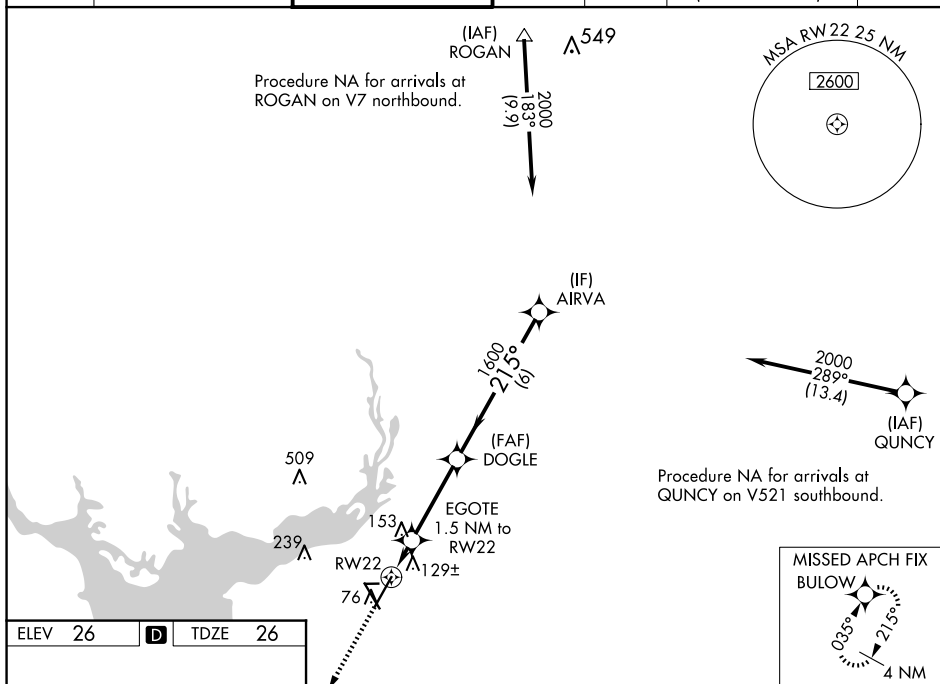 (IAF)
ROGAN
549
Procedure NA for arrivals at
ROGAN on V7 northbound.
2000
183°
(9.9)
MSA RW22 25 NM
2600
(IF)
AIRVA
1600
215°
(6)
2000
289°
(13.4)
(IAF)
QUNCY
(FAF)
DOGLE
Procedure NA for arrivals at
QUNCY on V521 southbound.
509
EGOTE
1.5 NM to
RW22
153
239
RW22
129±
76
MISSED APCH FIX
BULOW
035°
215°
4 NM
ELEV 26 D TDZE 26